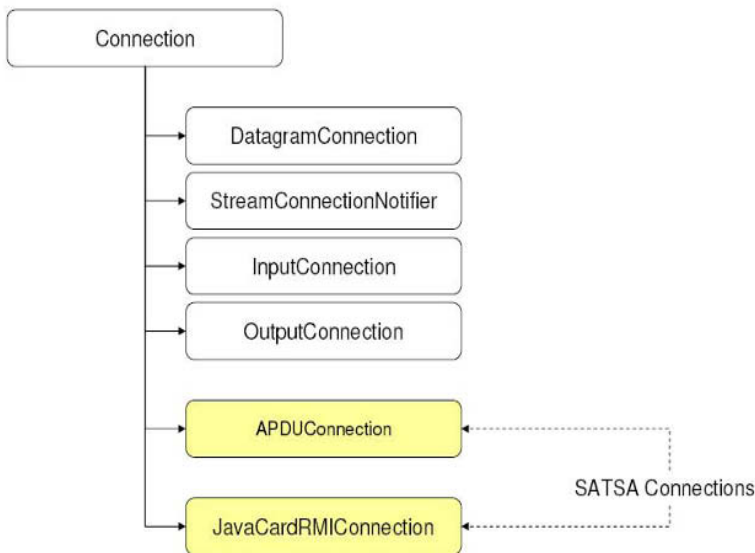 Connection
DatagramConnection
StreamConnectionNotifier
InputConnection
OutputConnection
APDUConnection
SATSA Connections
JavaCardRMIConnection